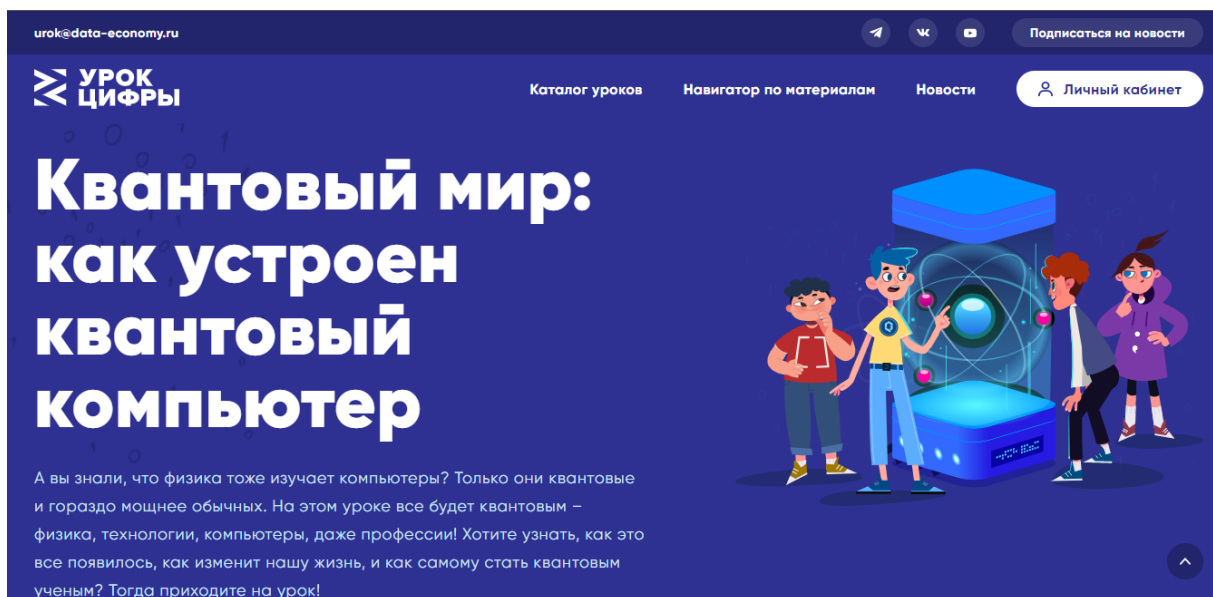 urok@data-economy.ru
Подписаться на новости
УРОК
ЦИФРЫ
Каталог уроков
Навигатор по материалам
Новости
Личный кабинет
Квантовый мир:
как устроен
квантовый
компьютер
А вы знали, что физика тоже изучает компьютеры? Только они квантовые
и гораздо мощнее обычных. На этом уроке все будет квантовым –
физика, технологии, компьютеры, даже профессии! Хотите узнать, как это
все появилось, как изменит нашу жизнь, и как самому стать квантовым
ученым? Тогда приходите на урок!